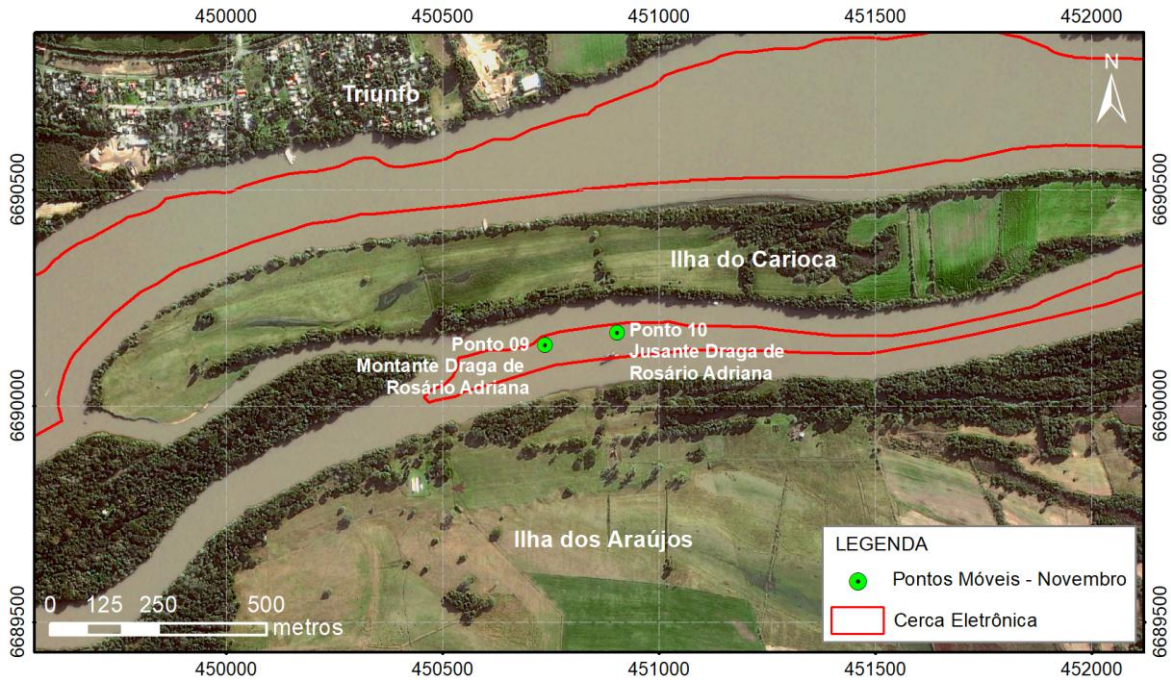 450000 450500 451000 451500 452000
N
Triunfo
6690500 6690500
Ilha do Carioca
Ponto 09
Montante Draga de
Rosário Adriana
Ponto 10
Jusante Draga de
Rosário Adriana
6690000 6690000
Ilha dos Araújos
LEGENDA
Pontos Móveis - Novembro
Cerca Eletrônica
0 125 250 500
metros
6689500 6689500
450000 450500 451000 451500 452000